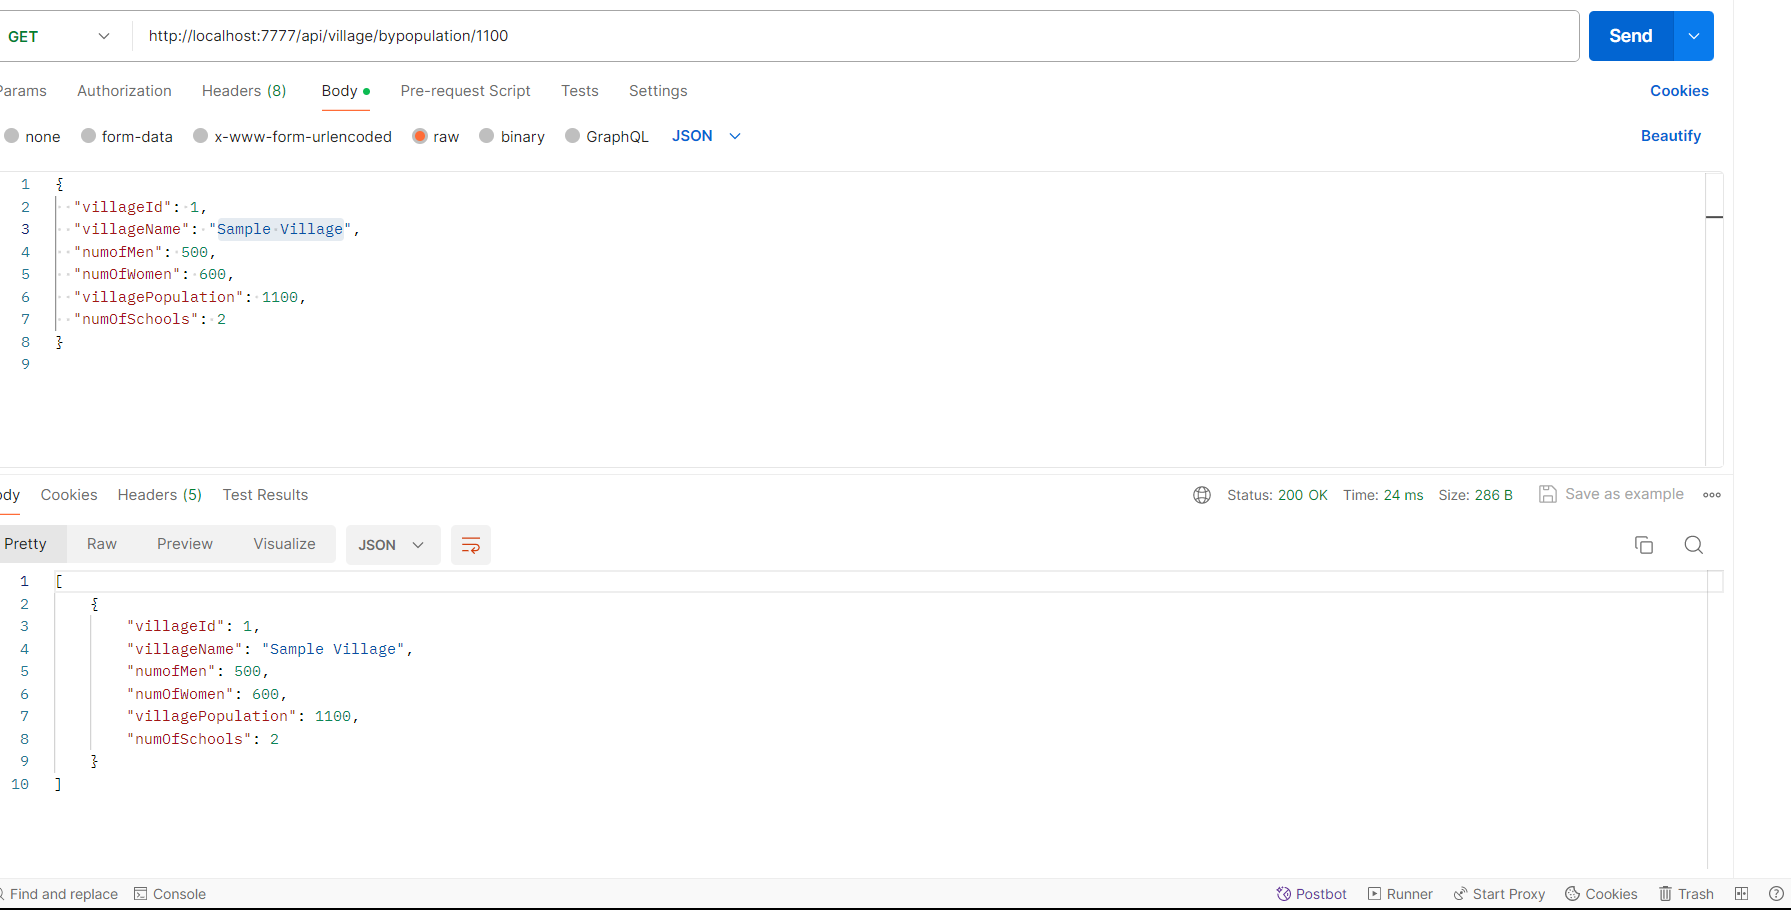 GET http://localhost:7777/api/village/bypopulation/1100 Send
Params Authorization Headers (8) Body Pre-request Script Tests Settings Cookies
none form-data x-www-form-urlencoded raw binary GraphQL JSON Beautify
1 {
2 "villageId": 1,
3 "villageName": "Sample Village",
4 "numofMen": 500,
5 "numOfWomen": 600,
6 "villagePopulation": 1100,
7 "numOfSchools": 2
8 }
9
ody Cookies Headers (5) Test Results Status: 200 OK Time: 24 ms Size: 286 B Save as example
Pretty Raw Preview Visualize JSON
1 [
2 {
3 "villageId": 1,
4 "villageName": "Sample Village",
5 "numofMen": 500,
6 "numOfWomen": 600,
7 "villagePopulation": 1100,
8 "numOfSchools": 2
9 }
10 ]
Find and replace Console Postbot Runner Start Proxy Cookies Trash